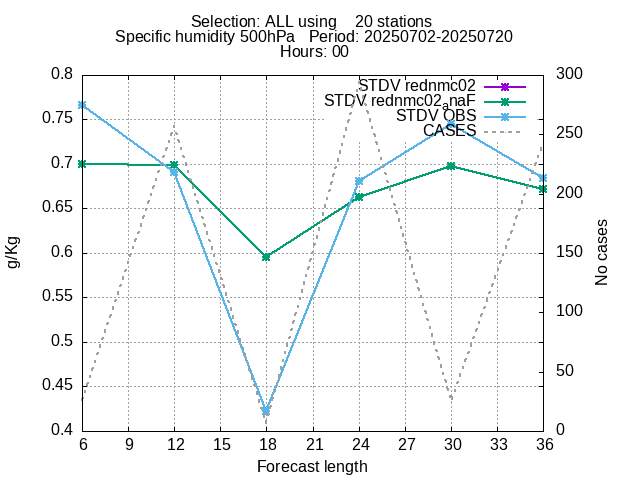 Selection: ALL using    20 stations
Specific humidity 500hPa   Period: 20250702-20250720
Hours: 00
STDV rednmc02
STDV rednmc02anaF
STDV OBS
CASES
0.8
0.75
0.7
0.65
0.6
0.55
0.5
0.45
0.4
g/Kg
300
250
200
150
100
50
0
No cases
6 9 12 15 18 21 24 27 30 33 36
Forecast length